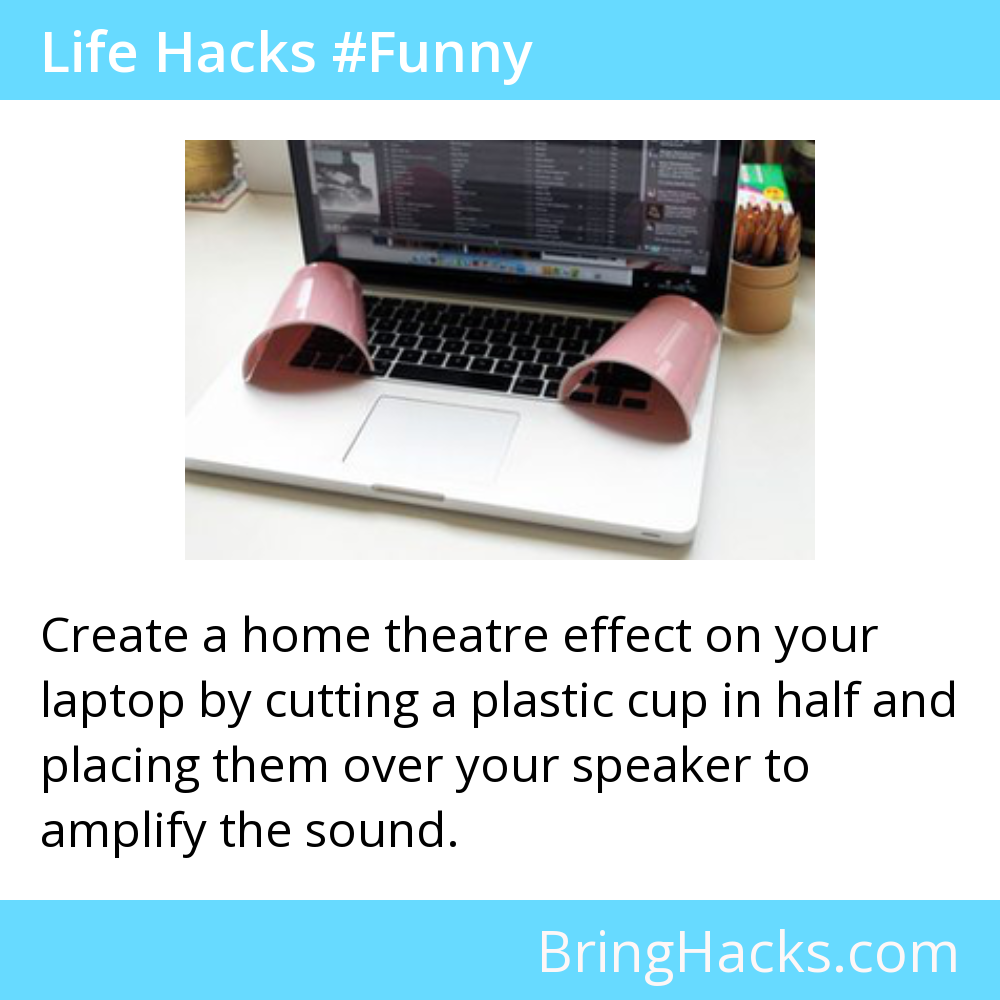 Life Hacks #Funny
Create a home theatre effect on your
laptop by cutting a plastic cup in half and
placing them over your speaker to
amplify the sound.
BringHacks.com